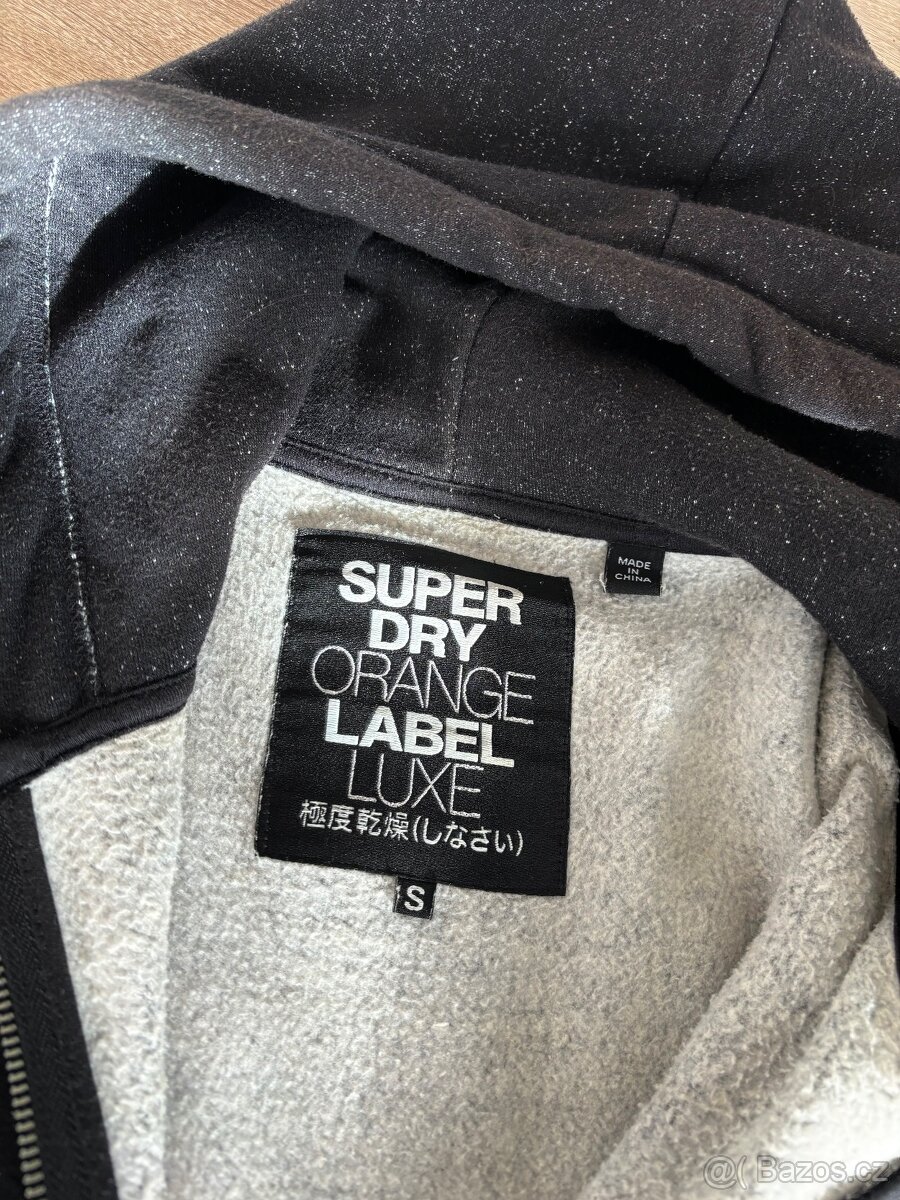 SUPER
DRY
ORANGE
LABEL
LUXE
極度乾燥(しなさい)
S
MADE
IN
CHINA
@( Bazos.cz